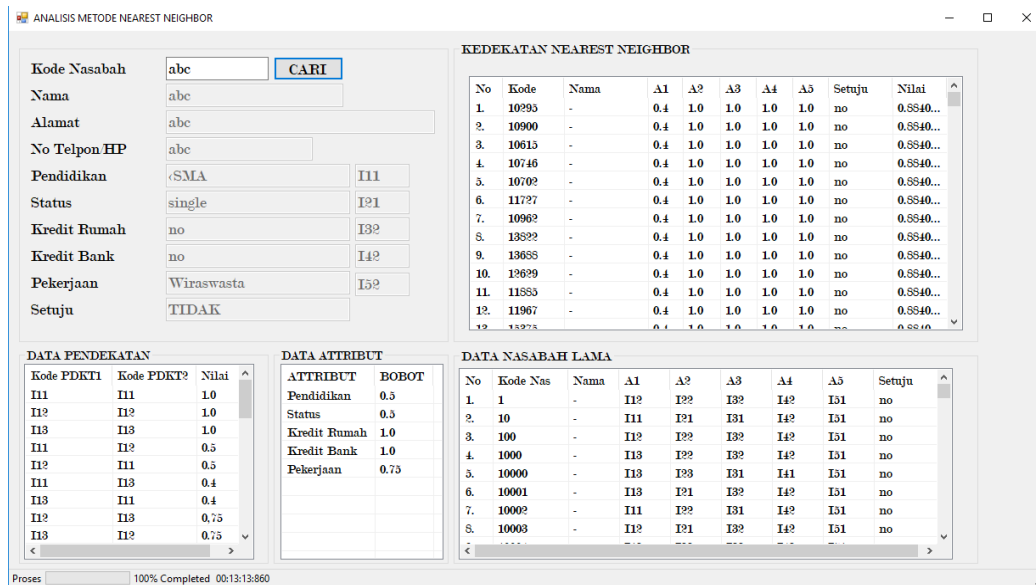 ANALISIS METODE NEAREST NEIGHBOR
Kode Nasabah abc CARI
Nama abc
Alamat abc
No Telpon/HP abc
Pendidikan <SMA I11
Status single I21
Kredit Rumah no I32
Kredit Bank no I42
Pekerjaan Wiraswasta I52
Setuju TIDAK
KEDEKATAN NEAREST NEIGHBOR
No Kode Nama A1 A2 A3 A4 A5 Setuju Nilai
1. 10295 - 0.4 1.0 1.0 1.0 1.0 no 0.8840...
2. 10900 - 0.4 1.0 1.0 1.0 1.0 no 0.8840...
3. 10615 - 0.4 1.0 1.0 1.0 1.0 no 0.8840...
4. 10746 - 0.4 1.0 1.0 1.0 1.0 no 0.8840...
5. 10702 - 0.4 1.0 1.0 1.0 1.0 no 0.8840...
6. 11727 - 0.4 1.0 1.0 1.0 1.0 no 0.8840...
7. 10962 - 0.4 1.0 1.0 1.0 1.0 no 0.8840...
8. 13822 - 0.4 1.0 1.0 1.0 1.0 no 0.8840...
9. 13688 - 0.4 1.0 1.0 1.0 1.0 no 0.8840...
10. 12629 - 0.4 1.0 1.0 1.0 1.0 no 0.8840...
11. 11885 - 0.4 1.0 1.0 1.0 1.0 no 0.8840...
12. 11967 - 0.4 1.0 1.0 1.0 1.0 no 0.8840...
DATA PENDEKATAN
Kode PDKT1 Kode PDKT2 Nilai
I11 I11 1.0
I12 I12 1.0
I13 I13 1.0
I11 I12 0.5
I12 I11 0.5
I11 I13 0.4
I13 I11 0.4
I12 I13 0,75
I13 I12 0.75
DATA ATTRIBUT
ATTRIBUT BOBOT
Pendidikan 0.5
Status 0.5
Kredit Rumah 1.0
Kredit Bank 1.0
Pekerjaan 0.75
DATA NASABAH LAMA
No Kode Nas Nama A1 A2 A3 A4 A5 Setuju
1. 1 - I12 I22 I32 I42 I51 no
2. 10 - I11 I21 I31 I42 I51 no
3. 100 - I12 I22 I32 I42 I51 no
4. 1000 - I13 I22 I32 I42 I51 no
5. 10000 - I13 I23 I31 I41 I51 no
6. 10001 - I13 I21 I32 I42 I51 no
7. 10002 - I11 I22 I31 I42 I51 no
8. 10003 - I12 I21 I32 I42 I51 no
Proses 100% Completed 00:13:13:860